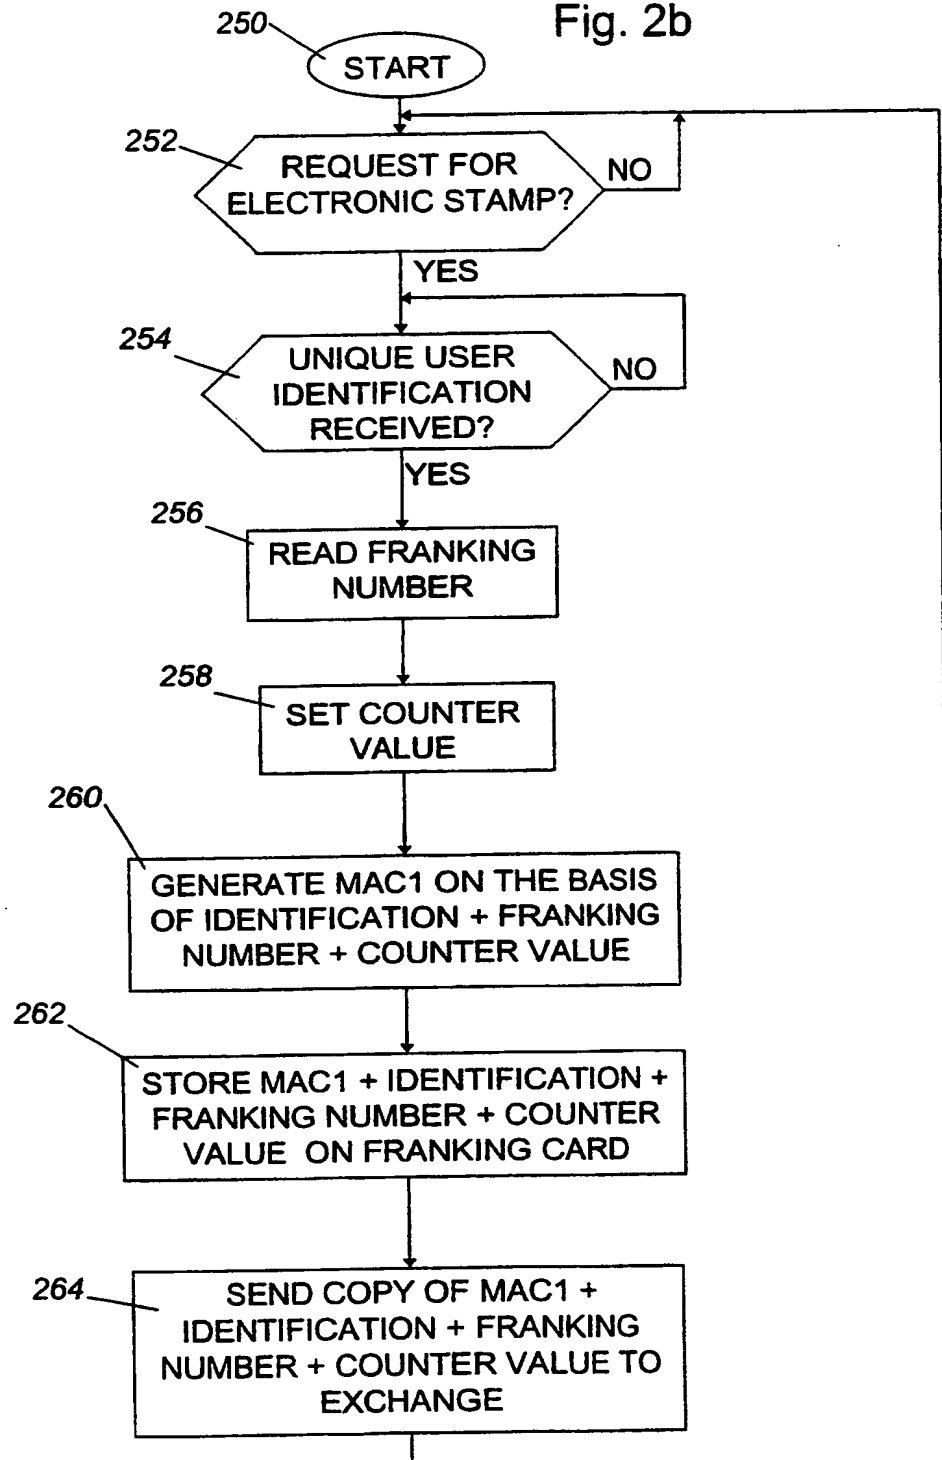 Fig. 2b
250
START
252
REQUEST FOR
ELECTRONIC STAMP?
NO
YES
254
UNIQUE USER
IDENTIFICATION
RECEIVED?
NO
YES
256
READ FRANKING
NUMBER
258
SET COUNTER
VALUE
260
GENERATE MAC1 ON THE BASIS
OF IDENTIFICATION + FRANKING
NUMBER + COUNTER VALUE
262
STORE MAC1 + IDENTIFICATION +
FRANKING NUMBER + COUNTER
VALUE ON FRANKING CARD
264
SEND COPY OF MAC1 +
IDENTIFICATION + FRANKING
NUMBER + COUNTER VALUE TO
EXCHANGE